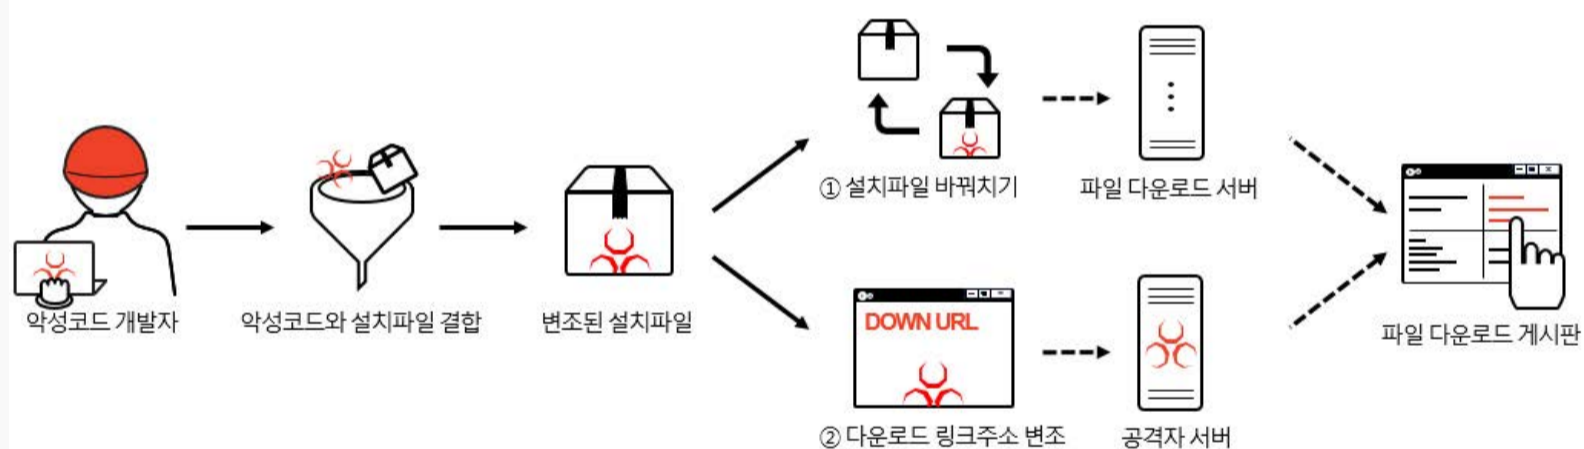 악성코드 개발자
악성코드와 설치파일 결합
변조된 설치파일
① 설치파일 바꿔치기
파일 다운로드 서버
DOWN URL
② 다운로드 링크주소 변조
공격자 서버
파일 다운로드 게시판